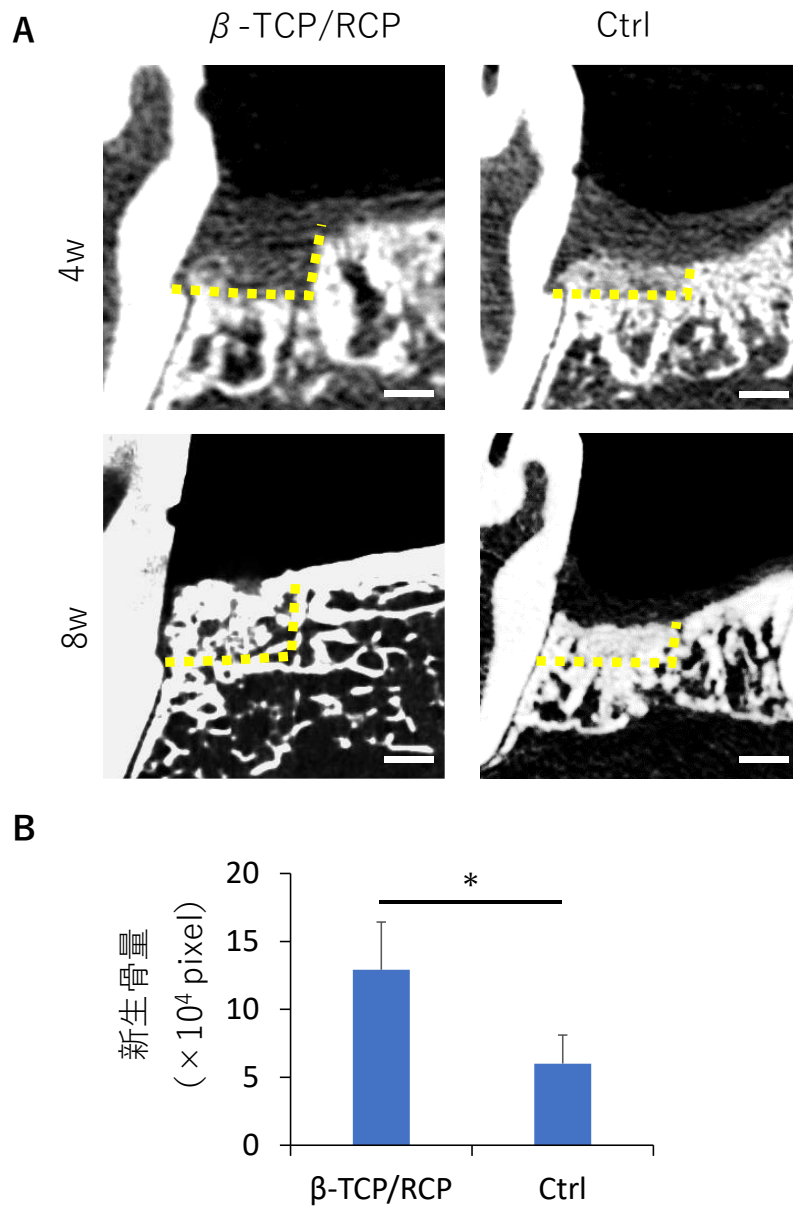 A
β-TCP/RCP
Ctrl
4w
8w
B
新生骨量
(×10⁴ pixel)
20
15
10
5
0
*
β-TCP/RCP
Ctrl